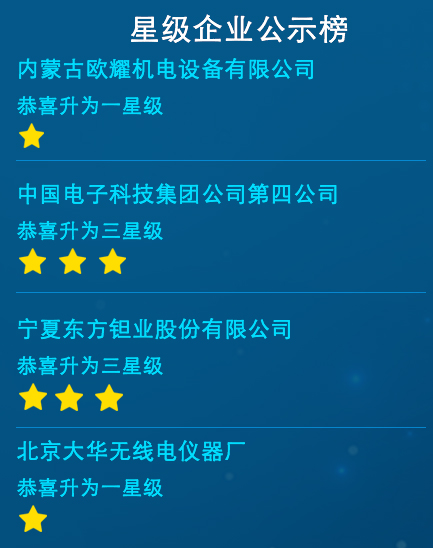 星级企业公示榜
内蒙古欧耀机电设备有限公司
恭喜升为一星级
中国电子科技集团公司第四公司
恭喜升为三星级
宁夏东方钽业股份有限公司
恭喜升为三星级
北京大华无线电仪器厂
恭喜升为一星级